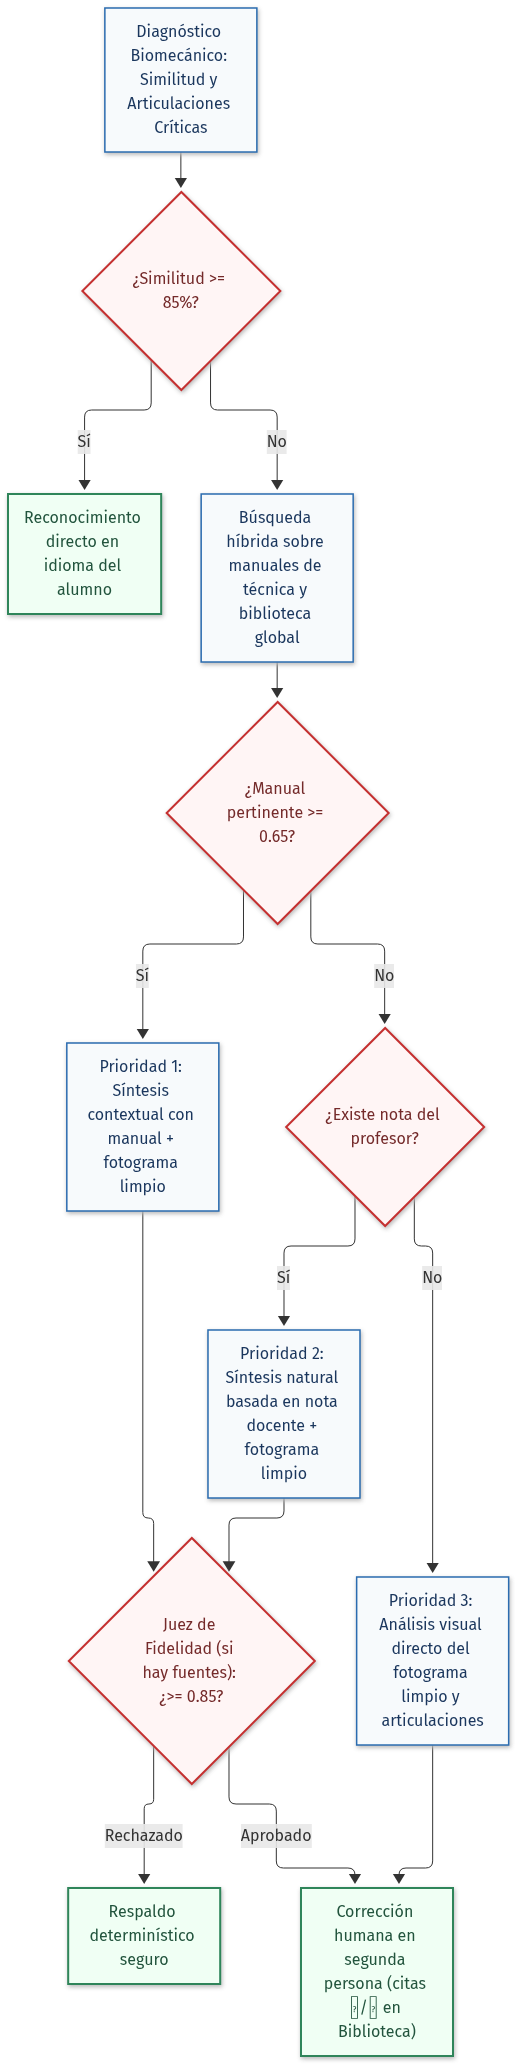 Diagnóstico
Biomecánico:
Similitud y
Articulaciones
Críticas
¿Similitud >=
85%?
Sí
No
Reconocimiento
directo en
idioma del
alumno
Búsqueda
híbrida sobre
manuales de
técnica y
biblioteca
global
¿Manual
pertinente >=
0.65?
Sí
No
Prioridad 1:
Síntesis
contextual con
manual +
fotograma
limpio
¿Existe nota del
profesor?
Sí
No
Prioridad 2:
Síntesis natural
basada en nota
docente +
fotograma
limpio
Juez de
Fidelidad (si
hay fuentes):
¿>= 0.85?
Prioridad 3:
Análisis visual
directo del
fotograma
limpio y
articulaciones
Rechazado
Aprobado
Respaldo
determinístico
seguro
Corrección
humana en
segunda
persona (citas
/ en
Biblioteca)